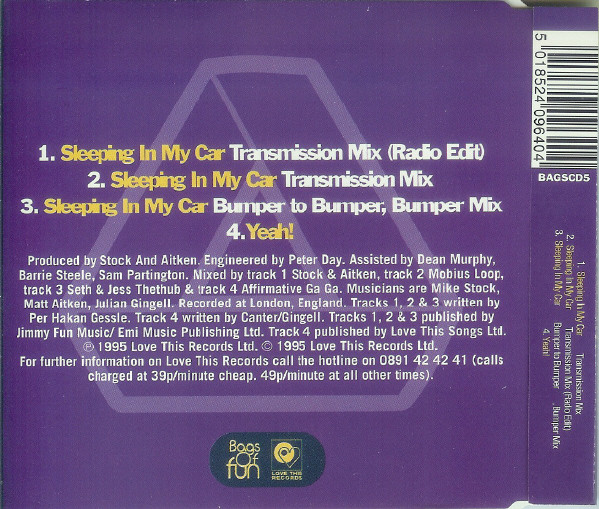 1. Sleeping In My Car Transmission Mix (Radio Edit)
2. Sleeping In My Car Transmission Mix
3. Sleeping In My Car Bumper to Bumper, Bumper Mix
4. Yeah!
Produced by Stock And Aitken. Engineered by Peter Day. Assisted by Dean Murphy,
Barrie Steele, Sam Partington. Mixed by track 1 Stock & Aitken, track 2 Mobius Loop,
track 3 Seth & Jess Thethub & track 4 Affirmative Ga Ga. Musicians are Mike Stock,
Matt Aitken, Julian Gingell. Recorded at London, England. Tracks 1, 2 & 3 written by
Per Hakan Gessle. Track 4 written by Canter/Gingell. Tracks 1, 2 & 3 published by
Jimmy Fun Music/ Emi Music Publishing Ltd. Track 4 published by Love This Songs Ltd.
℗ 1995 Love This Records Ltd. © 1995 Love This Records Ltd.
For further information on Love This Records call the hotline on 0891 42 42 41 (calls
charged at 39p/minute cheap. 49p/minute at all other times).
Bags
Of
fun
LOVE THIS
RECORDS
5 018524 096404
BAGSCD5
1. Sleeping In My Car Transmission Mix
2. Sleeping In My Car Transmission Mix (Radio Edit)
3. Sleeping In My Car Bumper to Bumper , Bumper Mix
4. Yeah!